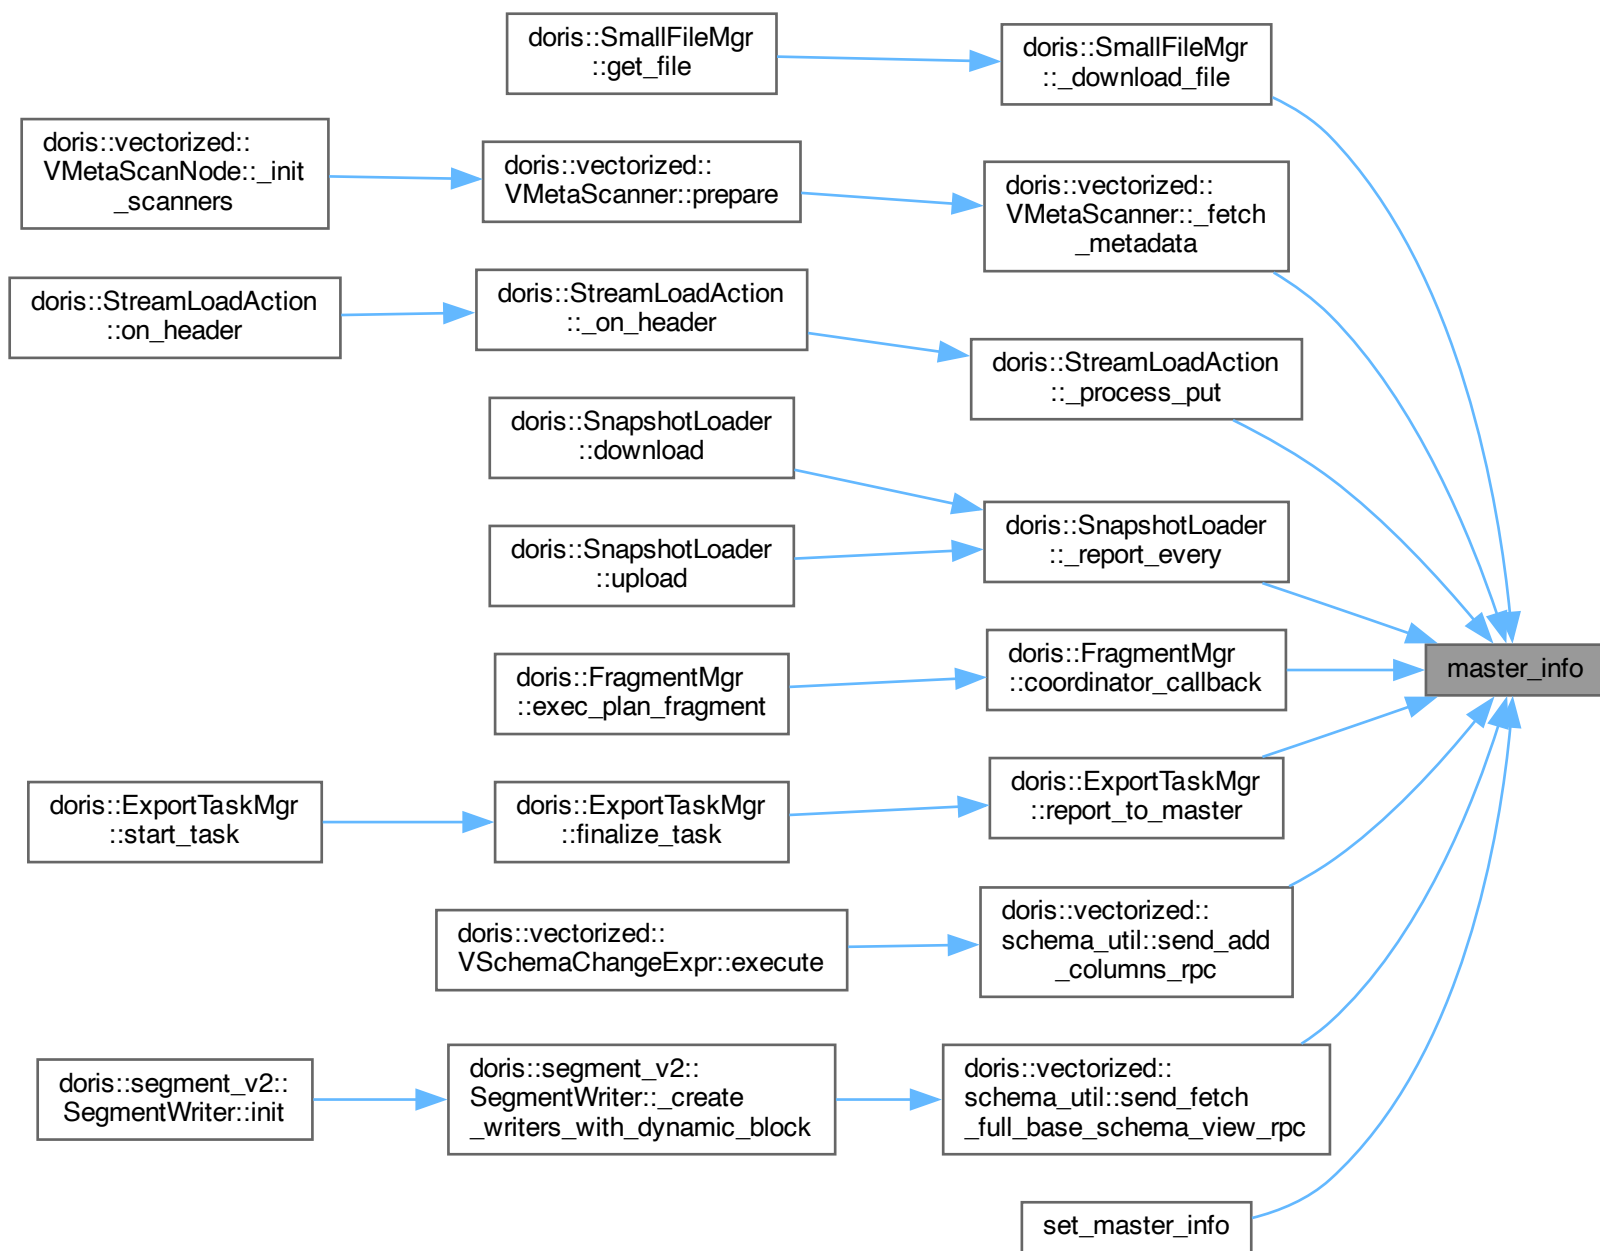 doris::SmallFileMgr
::get_file
doris::SmallFileMgr
::_download_file
doris::vectorized::
VMetaScanNode::_init
_scanners
doris::vectorized::
VMetaScanner::prepare
doris::vectorized::
VMetaScanner::_fetch
_metadata
doris::StreamLoadAction
::on_header
doris::StreamLoadAction
::_on_header
doris::StreamLoadAction
::_process_put
doris::SnapshotLoader
::download
doris::SnapshotLoader
::upload
doris::SnapshotLoader
::_report_every
doris::FragmentMgr
::exec_plan_fragment
doris::FragmentMgr
::coordinator_callback
master_info
doris::ExportTaskMgr
::start_task
doris::ExportTaskMgr
::finalize_task
doris::ExportTaskMgr
::report_to_master
doris::vectorized::
VSchemaChangeExpr::execute
doris::vectorized::
schema_util::send_add
_columns_rpc
doris::segment_v2::
SegmentWriter::init
doris::segment_v2::
SegmentWriter::_create
_writers_with_dynamic_block
doris::vectorized::
schema_util::send_fetch
_full_base_schema_view_rpc
set_master_info